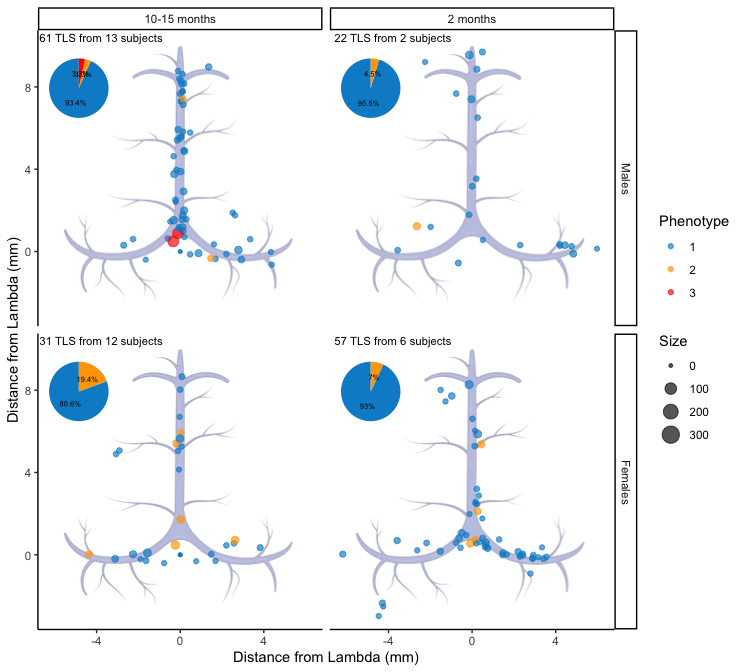 10-15 months
2 months
61 TLS from 13 subjects
22 TLS from 2 subjects
93.4%
4.5%
95.5%
Males
31 TLS from 12 subjects
57 TLS from 6 subjects
19.4%
80.6%
7%
93%
Females
8
4
0
8
4
0
-4
0
4
-4
0
4
Distance from Lambda (mm)
Distance from Lambda (mm)
Phenotype
1
2
3
Size
0
100
200
300